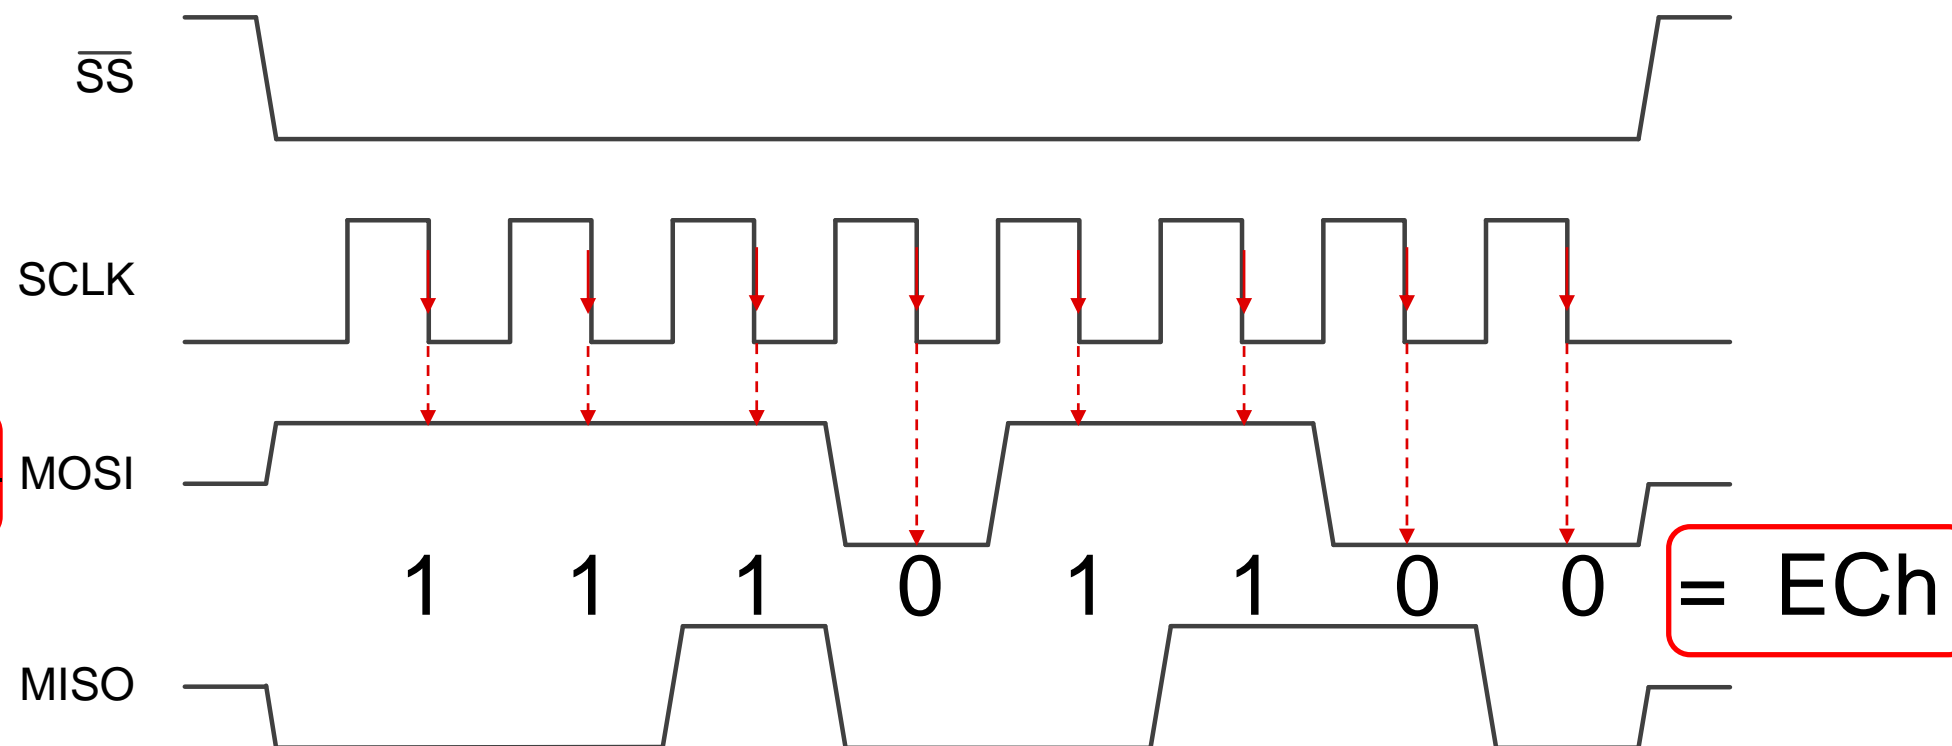 SS
SCLK
MOSI
1 1 1 0 1 1 0 0 = ECh
MISO